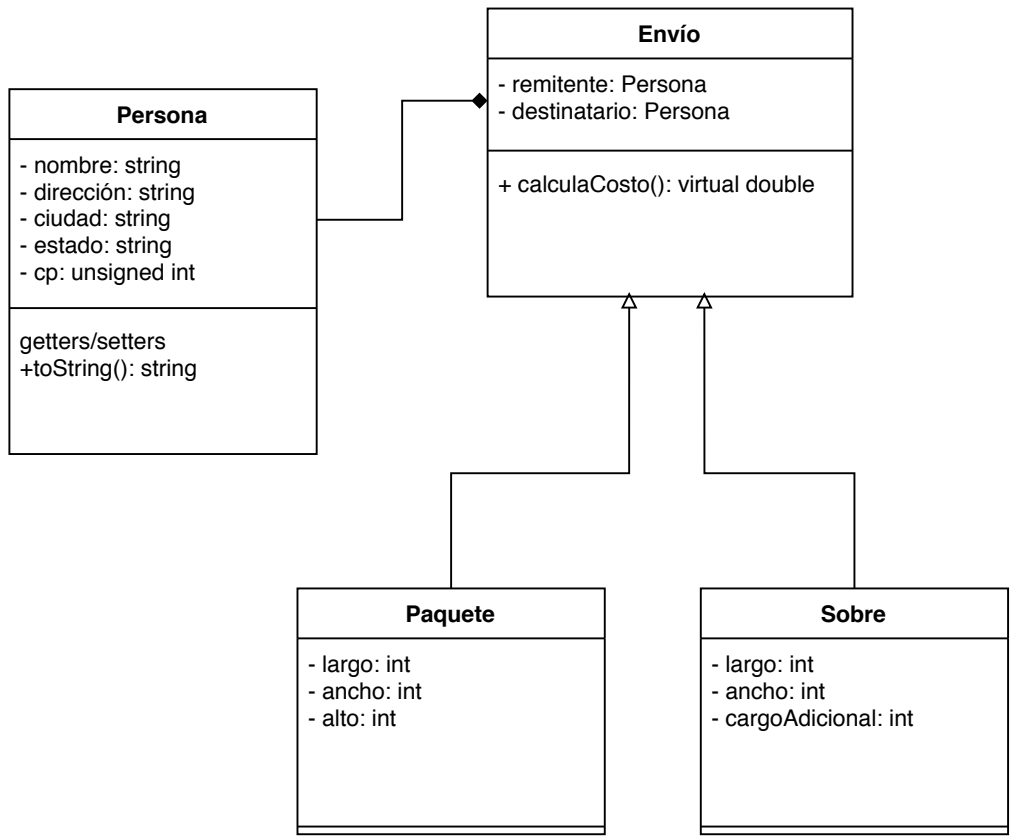 Envío
- remitente: Persona
- destinatario: Persona
+ calculaCosto(): virtual double
Persona
- nombre: string
- dirección: string
- ciudad: string
- estado: string
- cp: unsigned int
getters/setters
+toString(): string
Paquete
- largo: int
- ancho: int
- alto: int
Sobre
- largo: int
- ancho: int
- cargoAdicional: int